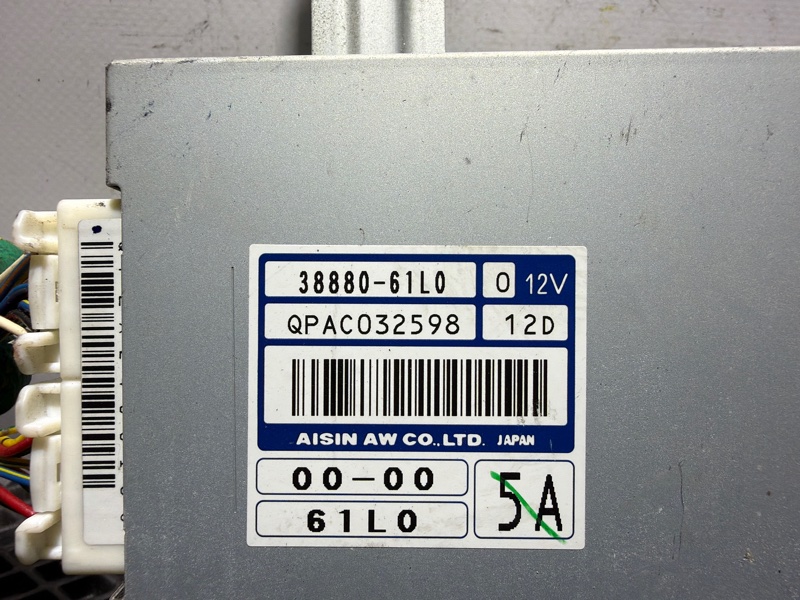 38880-61L0 0 12V
QPAC032598 12D
AISIN AW CO.,LTD. JAPAN
00-00
61L0
5A